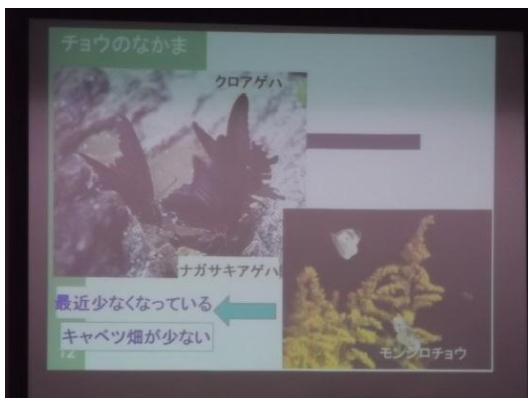 チョウのなかま
クロアゲハ
ナガサキアゲハ
最近少なくなっている
キャベツ畑が少ない
モンシロチョウ
12